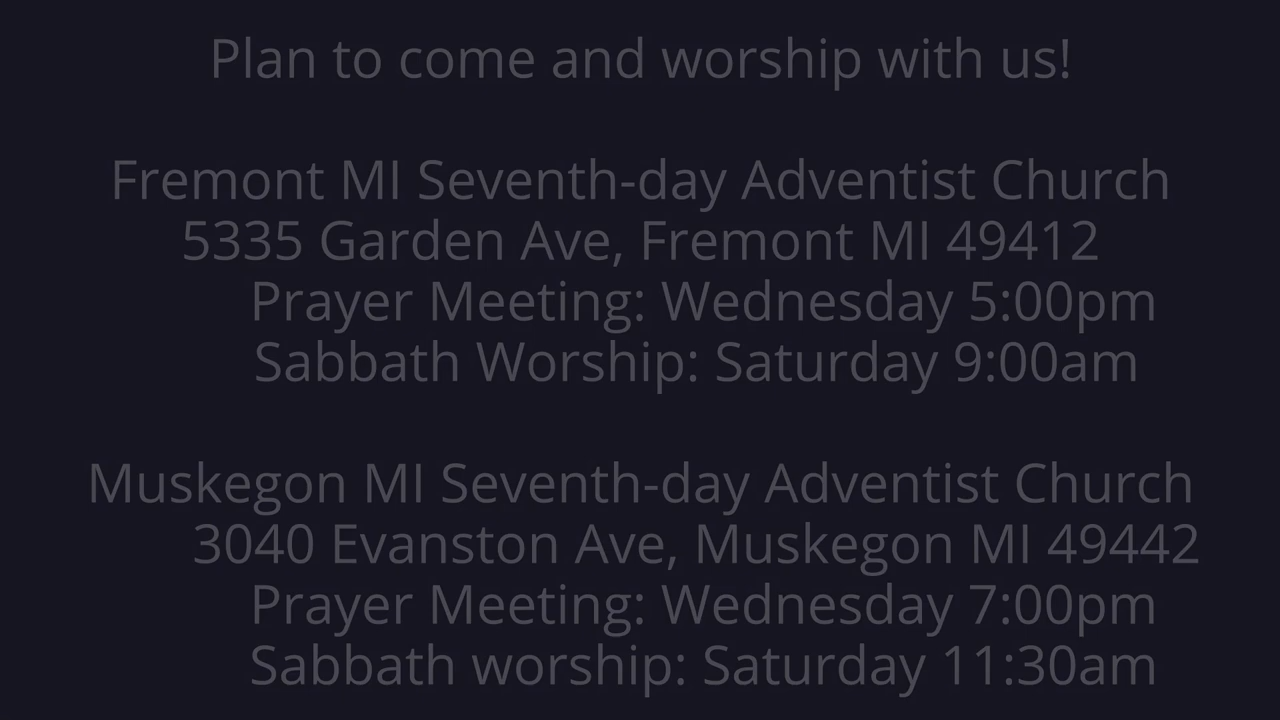 Plan to come and worship with us!
Fremont MI Seventh-day Adventist Church
5335 Garden Ave, Fremont MI 49412
Prayer Meeting: Wednesday 5:00pm
Sabbath Worship: Saturday 9:00am
Muskegon MI Seventh-day Adventist Church
3040 Evanston Ave, Muskegon MI 49442
Prayer Meeting: Wednesday 7:00pm
Sabbath worship: Saturday 11:30am